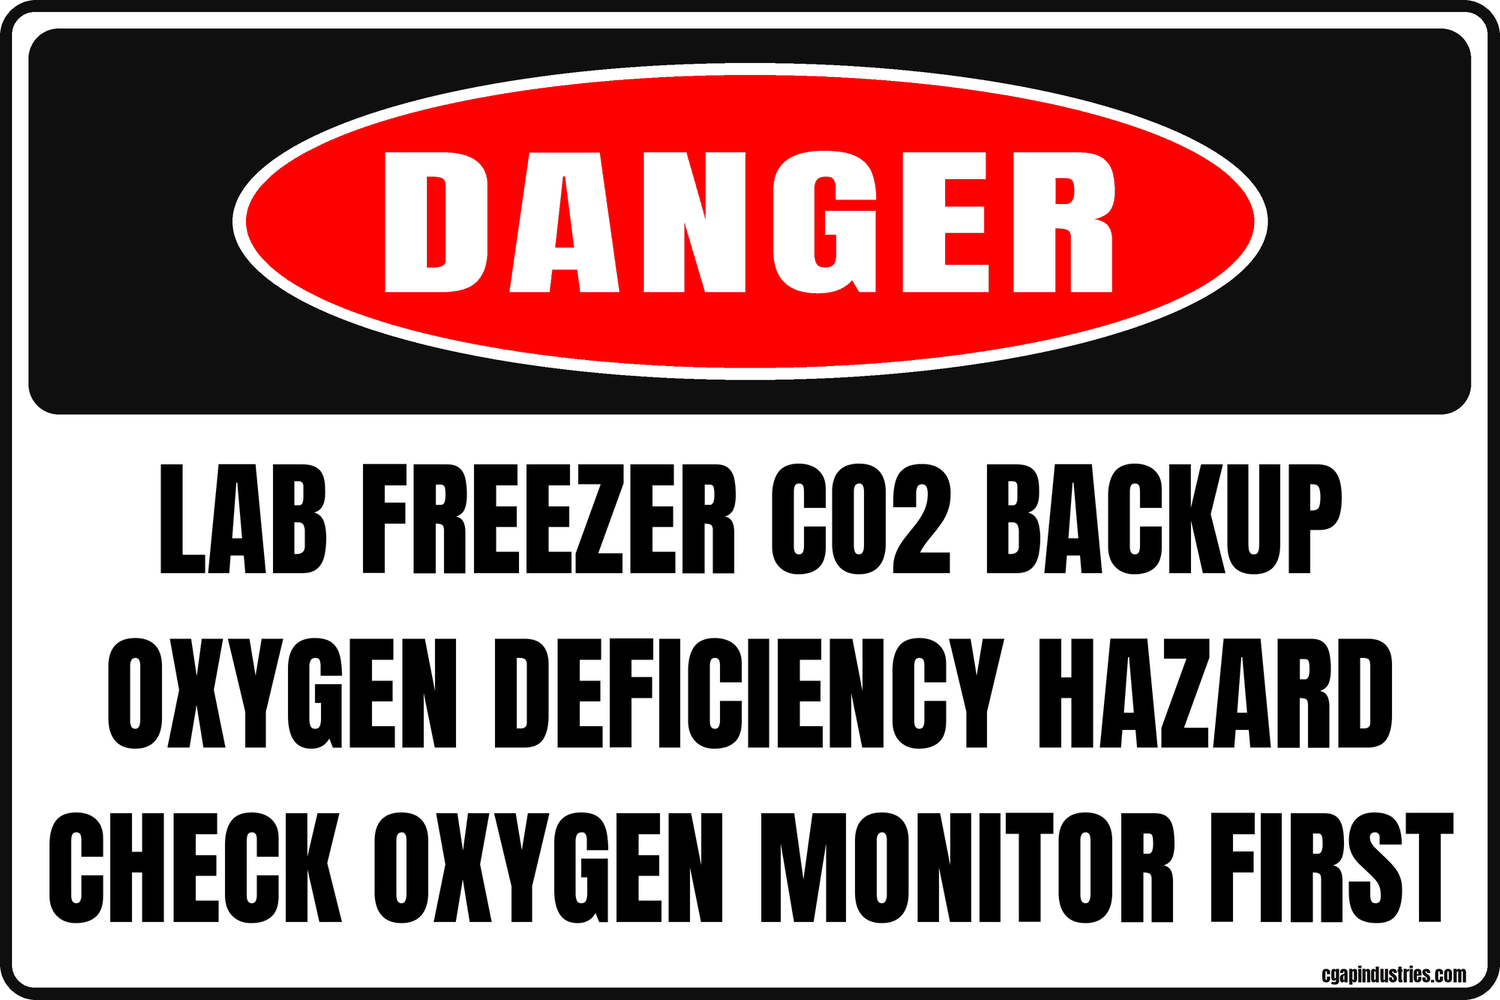 DANGER
LAB FREEZER CO2 BACKUP
OXYGEN DEFICIENCY HAZARD
CHECK OXYGEN MONITOR FIRST
cgapindustries.com